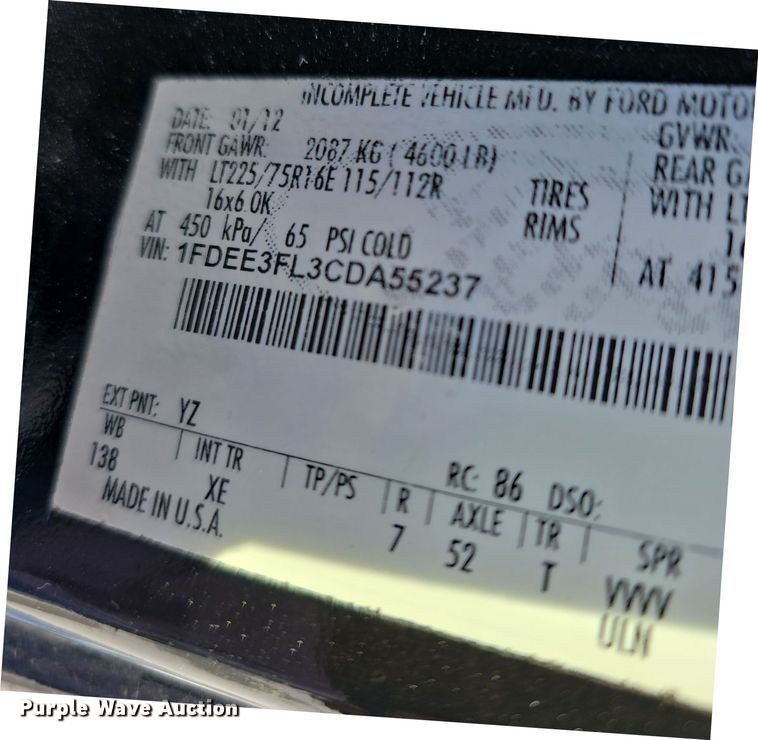 INCOMPLETE VEHICLE MFD. BY FORD MOTO
DATE: 01/12 GVWR:
FRONT GAWR: 2087 KG ( 4600 LB) REAR GA
WITH LT225/75R16E 115/112R TIRES WITH LT
16x6.0K RIMS 16
AT 450 kPa/ 65 PSI COLD AT 415
VIN: 1FDEE3FL3CDA55237
EXT PNT: YZ RC: 86 DSO:
WB INT TR TP/PS R AXLE TR SPR
138 XE 7 52 T VVVV
MADE IN U.S.A. ULN
Purple Wave Auction